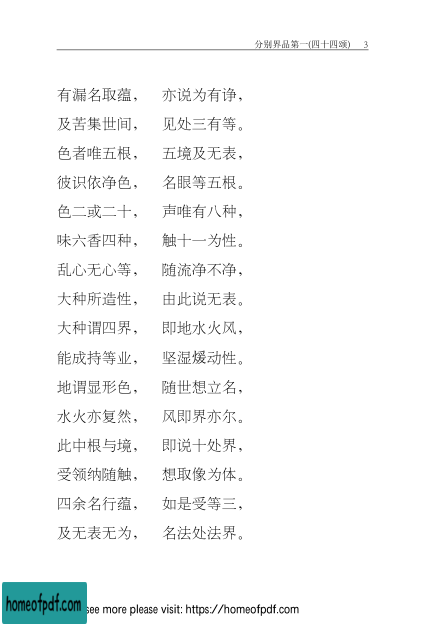 分别界品第一(四十四颂) 3
有漏名取蕴， 亦说为有诤，
及苦集世间， 见处三有等。
色者唯五根， 五境及无表，
彼识依净色， 名眼等五根。
色二或二十， 声唯有八种，
味六香四种， 触十一为性。
乱心无心等， 随流净不净，
大种所造性， 由此说无表。
大种谓四界， 即地水火风，
能成持等业， 坚湿煖动性。
地谓显形色， 随世想立名，
水火亦复然， 风即界亦尔。
此中根与境， 即说十处界，
受领纳随触， 想取像为体。
四余名行蕴， 如是受等三，
及无表无为， 名法处法界。
homeofpdf.com
see more please visit: https://homeofpdf.com